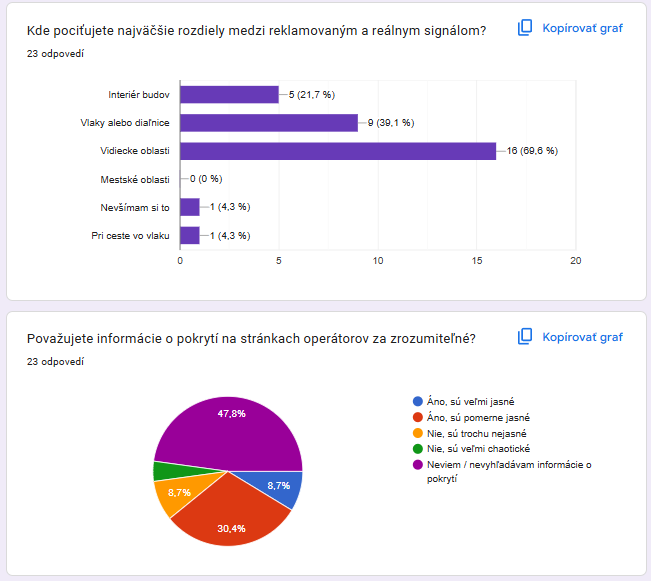 Kde pociťujete najväčšie rozdiely medzi reklamovaným a reálnym signálom?
Kopírovať graf
23 odpovedí
Interiér budov
5 (21,7 %)
Vlaky alebo diaľnice
9 (39,1 %)
Vidiecke oblasti
16 (69,6 %)
Mestské oblasti
0 (0 %)
Nevšímam si to
1 (4,3 %)
Pri ceste vo vlaku
1 (4,3 %)
0 5 10 15 20
Považujete informácie o pokrytí na stránkach operátorov za zrozumiteľné?
Kopírovať graf
23 odpovedí
47,8%
8,7%
8,7%
30,4%
Áno, sú veľmi jasné
Áno, sú pomerne jasné
Nie, sú trochu nejasné
Nie, sú veľmi chaotické
Neviem / nevyhľadávam informácie o
pokrytí